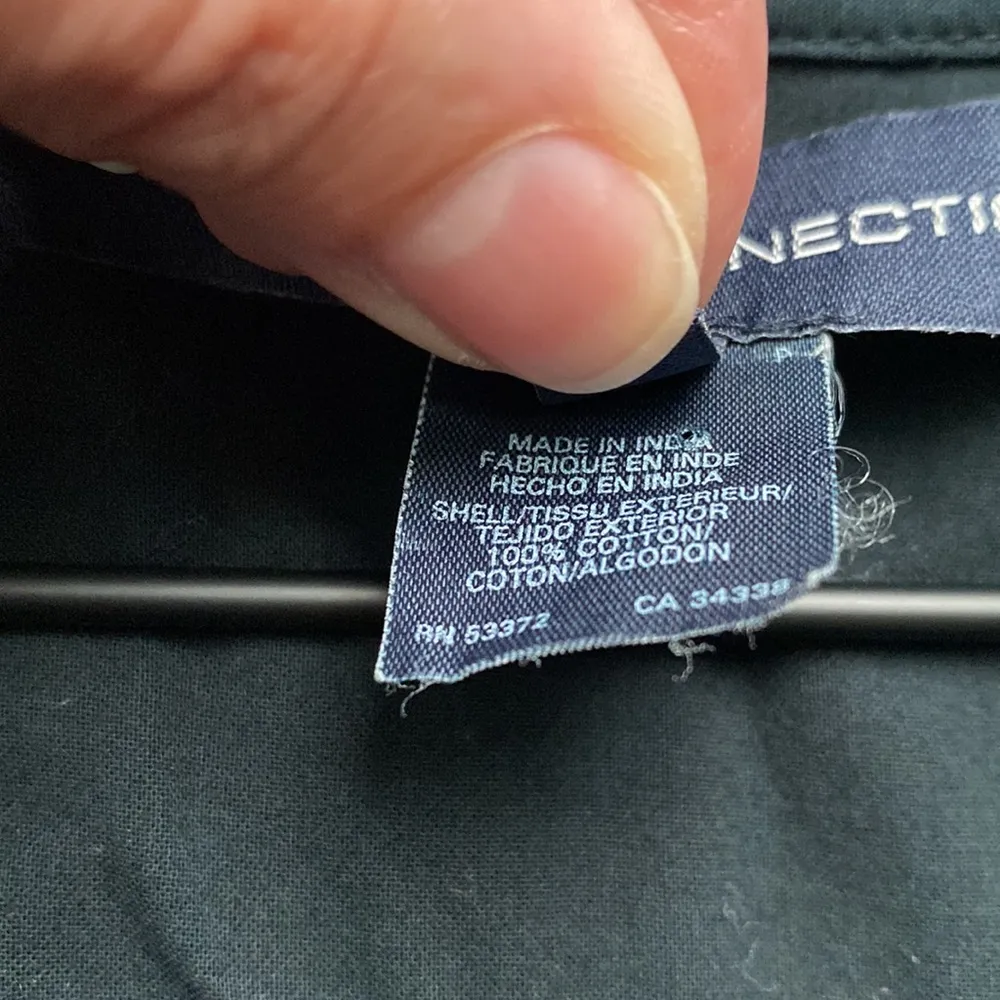 NECTI
MADE IN INDIA
FABRIQUE EN INDE
HECHO EN INDIA
SHELL/TISSU EXTERIEUR/
TEJIDO EXTERIOR
100% COTTON/
COTON/ALGODON
RN 53372 CA 34339